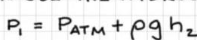 P₁ = P_ATM + ρgh₂